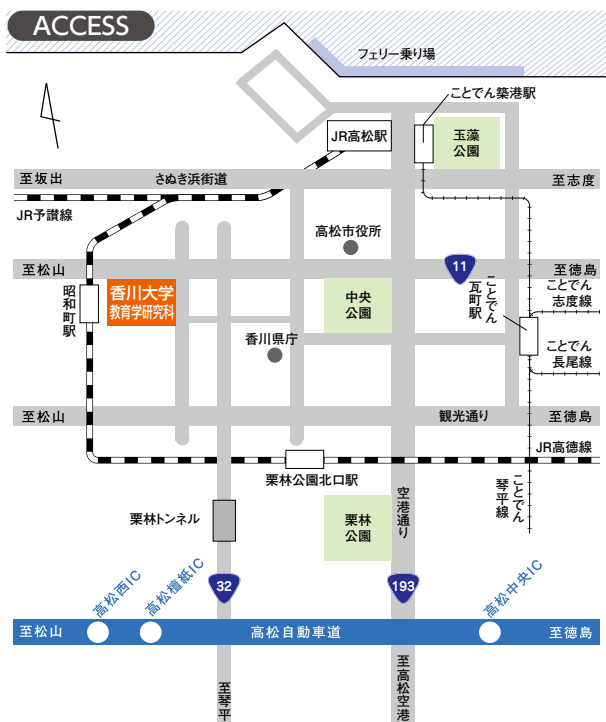 ACCESS
フェリー乗り場
ことでん築港駅
JR高松駅
玉藻
公園
至坂出
さぬき浜街道
至志度
JR予讃線
高松市役所
至松山
11
至徳島
昭和町駅
香川大学
教育学研究科
中央
公園
ことでん
瓦町駅
ことでん
志度線
香川県庁
ことでん
長尾線
至松山
観光通り
至徳島
JR高徳線
栗林公園北口駅
ことでん
琴平線
栗林トンネル
栗林
公園
空港通り
高松西IC
高松檀紙IC
32
193
高松中央IC
至松山
高松自動車道
至徳島
至琴平
至高松空港